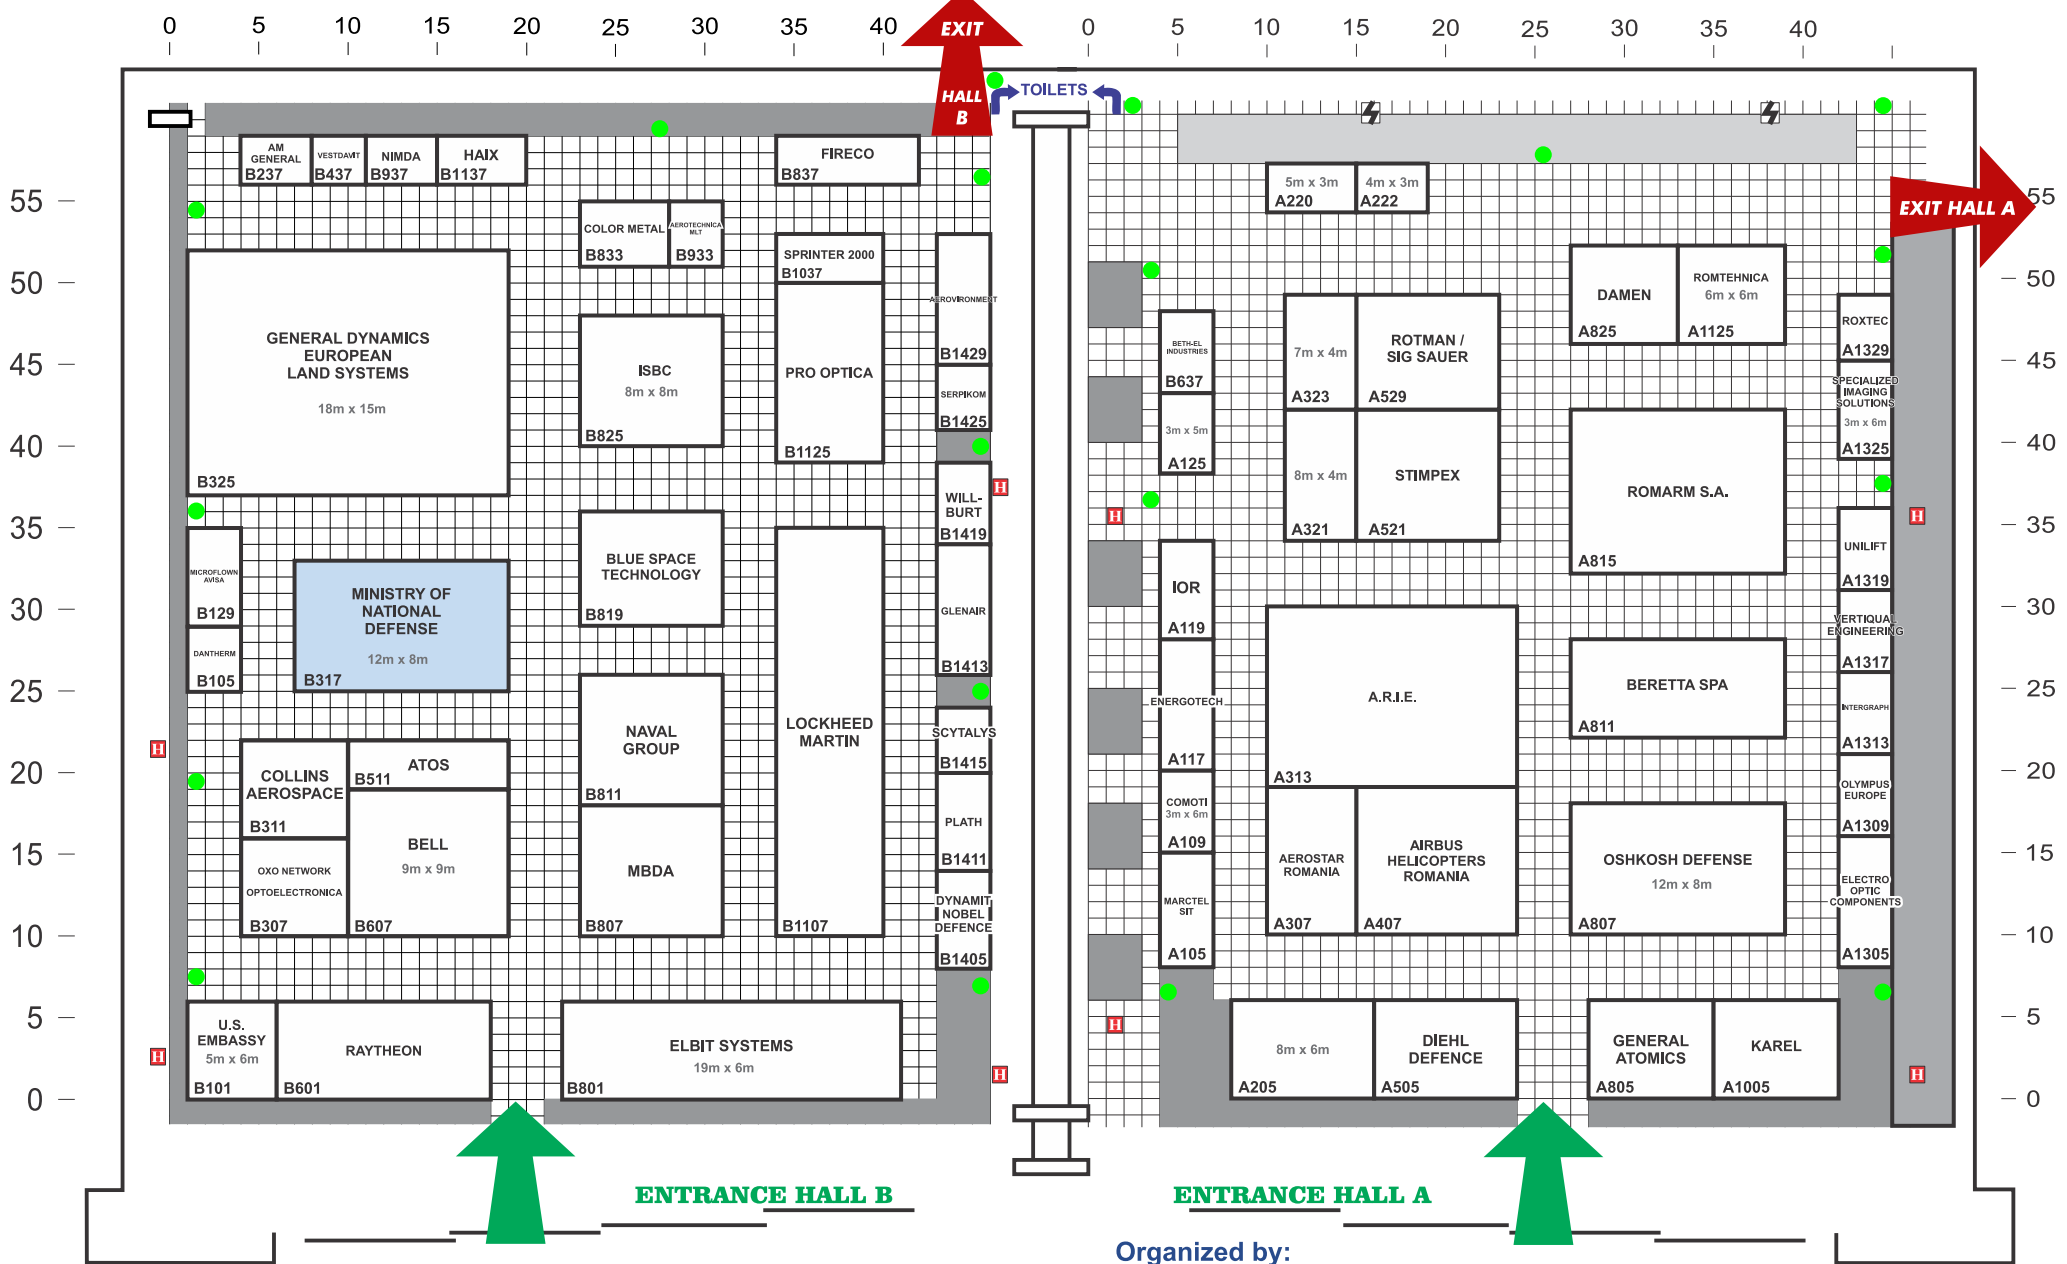 0 5 10 15 20 25 30 35 40
0 5 10 15 20 25 30 35 40
EXIT
HALL
B
TOILETS
EXIT HALL A
55
50
45
40
35
30
25
20
15
10
5
0
AM
GENERAL
B237
VESTDAVIT
B437
NIMDA
B937
HAIX
B1137
FIRECO
B837
COLOR METAL
B833
AEROTECHNICA
MLT
B933
SPRINTER 2000
B1037
GENERAL DYNAMICS
EUROPEAN
LAND SYSTEMS
18m x 15m
B325
ISBC
8m x 8m
B825
PRO OPTICA
B1125
AEROVIRONMENT
B1429
SERPIKOM
B1425
WILL-
BURT
B1419
MICROFLOWN
AVISA
B129
DANTHERM
B105
MINISTRY OF
NATIONAL
DEFENSE
12m x 8m
B317
BLUE SPACE
TECHNOLOGY
B819
GLENAIR
B1413
NAVAL
GROUP
B811
LOCKHEED
MARTIN
B1107
SCYTALYS
B1415
COLLINS
AEROSPACE
B311
ATOS
B511
BELL
9m x 9m
B607
OXO NETWORK
OPTOELECTRONICA
B307
MBDA
B807
PLATH
B1411
DYNAMIT
NOBEL
DEFENCE
B1405
U.S.
EMBASSY
5m x 6m
B101
RAYTHEON
B601
ELBIT SYSTEMS
19m x 6m
B801
H
H
H
H
5m x 3m
A220
4m x 3m
A222
DAMEN
A825
ROMTEHNICA
6m x 6m
A1125
ROXTEC
A1329
BETH-EL
INDUSTRIES
B637
3m x 5m
A125
7m x 4m
A323
ROTMAN /
SIG SAUER
A529
8m x 4m
A321
STIMPEX
A521
ROMARM S.A.
A815
SPECIALIZED
IMAGING
SOLUTIONS
3m x 6m
A1325
UNILIFT
A1319
IOR
A119
ENERGOTECH
A117
A.R.I.E.
A313
BERETTA SPA
A811
VERTIQUAL
ENGINEERING
A1317
INTERGRAPH
A1313
COMOTI
3m x 6m
A109
AEROSTAR
ROMANIA
A307
AIRBUS
HELICOPTERS
ROMANIA
A407
OSHKOSH DEFENSE
12m x 8m
A807
OLYMPUS
EUROPE
A1309
MARCTEL
SIT
A105
ELECTRO
OPTIC
COMPONENTS
A1305
8m x 6m
A205
DIEHL
DEFENCE
A505
GENERAL
ATOMICS
A805
KAREL
A1005
H
H
H
H
55
50
45
40
35
30
25
20
15
10
5
0
ENTRANCE HALL B
ENTRANCE HALL A
Organized by: